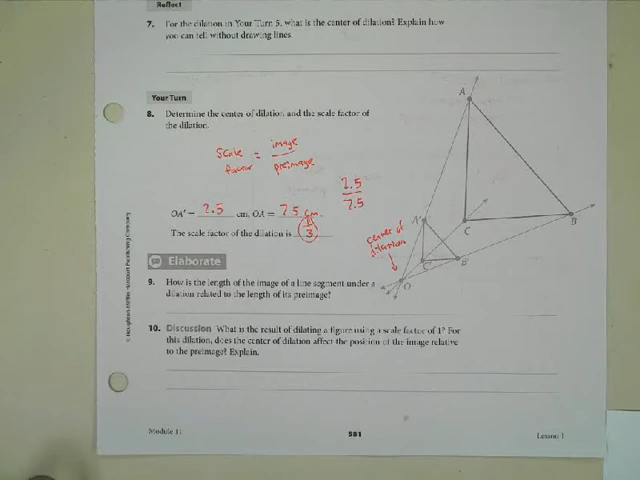 Reflect
7. For the dilation in Your Turn 5, what is the center of dilation? Explain how
you can tell without drawing lines.
Your Turn
8. Determine the center of dilation and the scale factor of
the dilation.
Scale factor = image / preimage
2.5
7.5
OA' = 2.5 cm, OA = 7.5 cm
The scale factor of the dilation is 1/3
center of
dilation
A
A'
C
B
C'
B'
O
Elaborate
9. How is the length of the image of a line segment under a
dilation related to the length of its preimage?
10. Discussion What is the result of dilating a figure using a scale factor of 1? For
this dilation, does the center of dilation affect the position of the image relative
to the preimage? Explain.
© Houghton Mifflin Harcourt Publishing Company
Module 11
581
Lesson 1